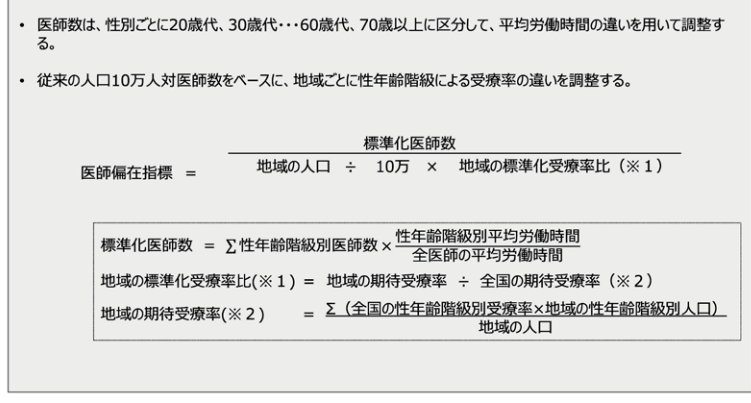 • 医師数は、性別ごとに20歳代、30歳代・・・60歳代、70歳以上に区分して、平均労働時間の違いを用いて調整す
る。
• 従来の人口10万人対医師数をベースに、地域ごとに性年齢階級による受療率の違いを調整する。
標準化医師数
医師偏在指標 =
地域の人口 ÷ 10万 × 地域の標準化受療率比（※1）
標準化医師数 = ∑性年齢階級別医師数×性年齢階級別平均労働時間
全医師の平均労働時間
地域の標準化受療率比(※1) = 地域の期待受療率 ÷ 全国の期待受療率（※2）
地域の期待受療率(※2) = Σ（全国の性年齢階級別受療率×地域の性年齢階級別人口）
地域の人口